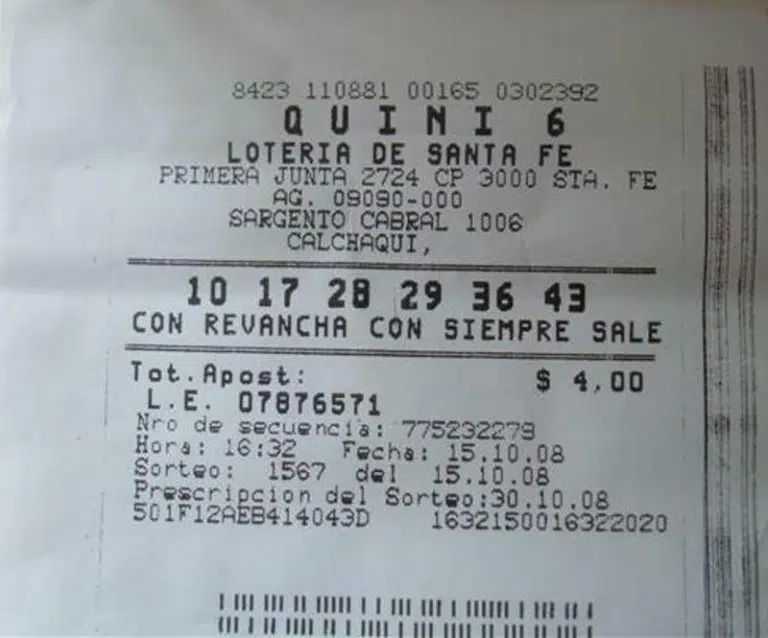 8423 110881 00165 0302392
QUINI 6
LOTERIA DE SANTA FE
PRIMERA JUNTA 2724 CP 3000 STA. FE
AG. 09090-000
SARGENTO CABRAL 1006
CALCHAQUI,
10 17 28 29 36 43
CON REVANCHA CON SIEMPRE SALE
Tot.Apost: $ 4,00
L.E. 07876571
Nro de secuencia: 775232279
Hora: 16:32 Fecha: 15.10.08
Sorteo: 1567 del 15.10.08
Prescripcion del Sorteo:30.10.08
501F12AEB414043D 1632150016322020